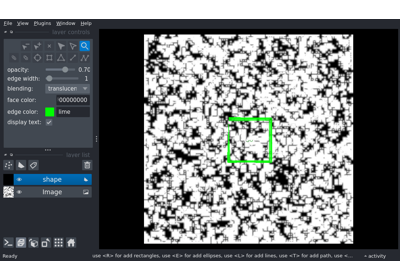 File View Plugins Window Help
layer controls
opacity: 0.70
edge width: 1
blending: translucen
face color: 00000000
edge color: lime
display text:
layer list
shape
Image
Ready use <R> for add rectangles, use <E> for add ellipses, use <L> for add lines, use <T> for add path, use <... activity